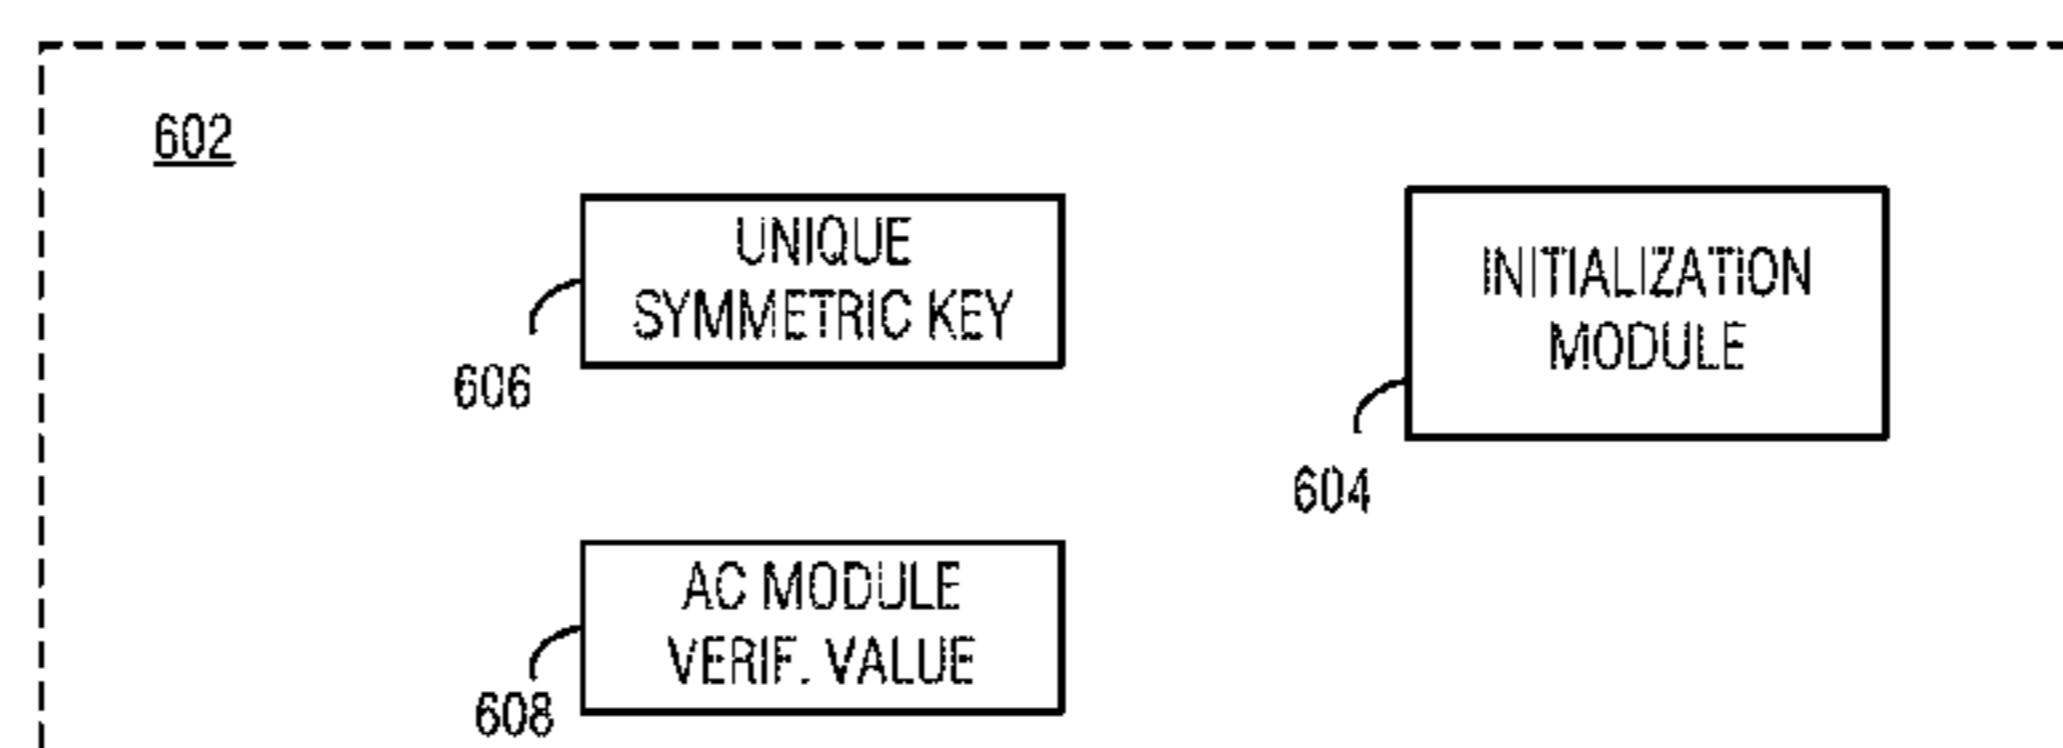 602
UNIQUE
SYMMETRIC KEY
606
INITIALIZATION
MODULE
604
AC MODULE
VERIF. VALUE
608